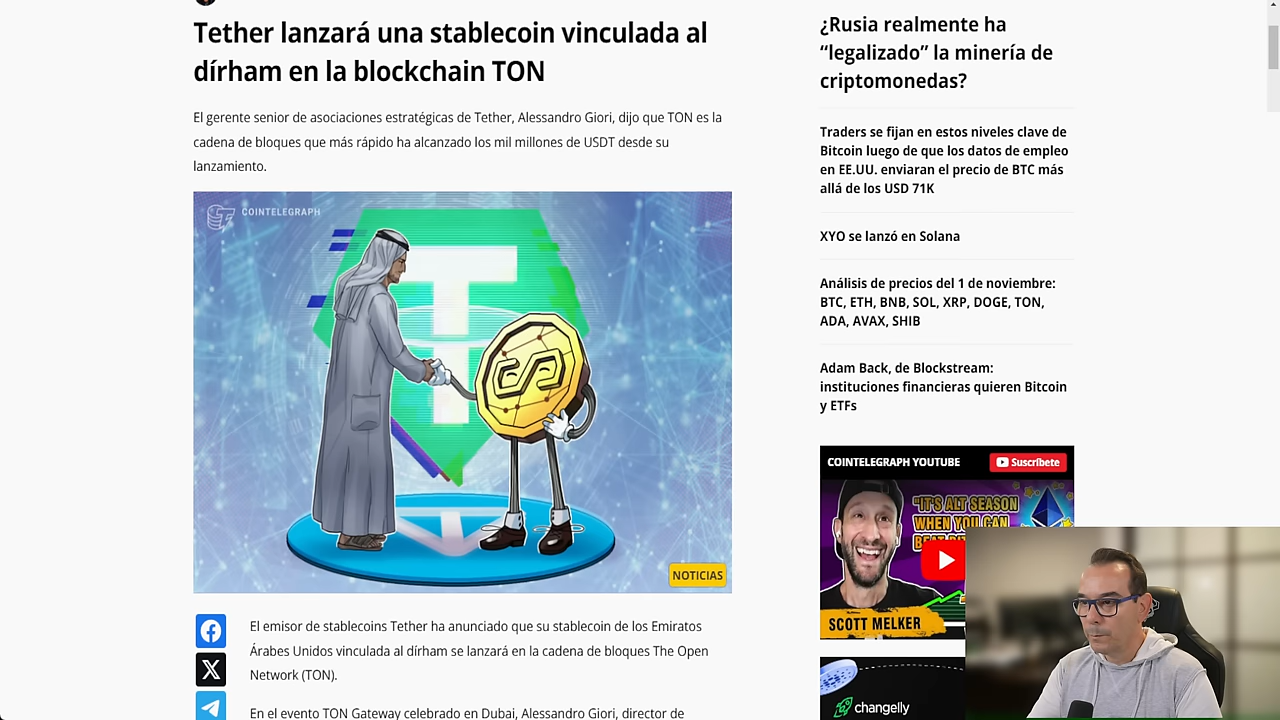 Tether lanzará una stablecoin vinculada al
dírham en la blockchain TON
El gerente senior de asociaciones estratégicas de Tether, Alessandro Giori, dijo que TON es la
cadena de bloques que más rápido ha alcanzado los mil millones de USDT desde su
lanzamiento.
COINTELEGRAPH
NOTICIAS
El emisor de stablecoins Tether ha anunciado que su stablecoin de los Emiratos
Árabes Unidos vinculada al dírham se lanzará en la cadena de bloques The Open
Network (TON).
En el evento TON Gateway celebrado en Dubai, Alessandro Giori, director de
¿Rusia realmente ha
“legalizado” la minería de
criptomonedas?
Traders se fijan en estos niveles clave de
Bitcoin luego de que los datos de empleo
en EE.UU. enviaran el precio de BTC más
allá de los USD 71K
XYO se lanzó en Solana
Análisis de precios del 1 de noviembre:
BTC, ETH, BNB, SOL, XRP, DOGE, TON,
ADA, AVAX, SHIB
Adam Back, de Blockstream:
instituciones financieras quieren Bitcoin
y ETFs
COINTELEGRAPH YOUTUBE
Suscríbete
"IT'S ALT SEASON
WHEN YOU CAN
BEAT
SCOTT MELKER
changelly